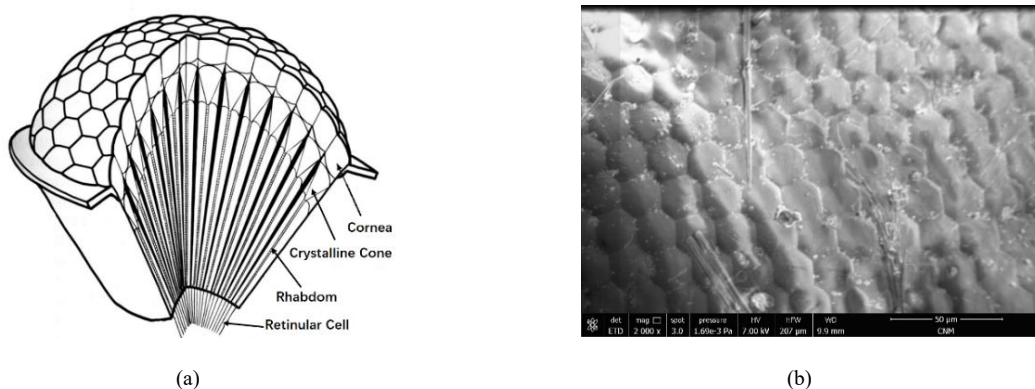 Cornea
Crystalline Cone
Rhabdom
Retinular Cell
det mag □ spot pressure HV HFW WD 50 µm
ETD 2 000 x 3.0 1.69e-3 Pa 7.00 kV 207 µm 9.9 mm CNM
(a) (b)